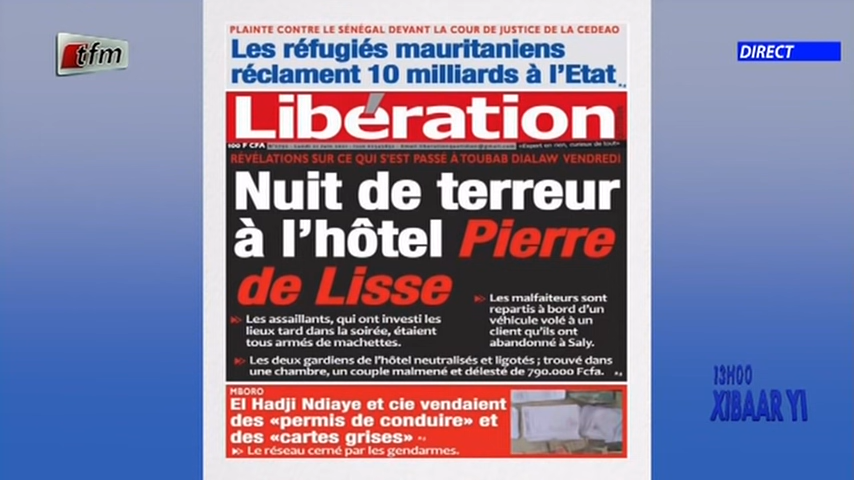 tfm
DIRECT
PLAINTE CONTRE LE SÉNÉGAL DEVANT LA COUR DE JUSTICE DE LA CEDEAO
Les réfugiés mauritaniens
réclament 10 milliards à l'Etat
Libération
100 F CFA
«Expert en rien, curieux de tout»
RÉVÉLATIONS SUR CE QUI S'EST PASSÉ À TOUBAB DIALAW VENDREDI
Nuit de terreur
à l'hôtel Pierre
de Lisse
Les assaillants, qui ont investi les
lieux tard dans la soirée, étaient
tous armés de machettes.
Les malfaiteurs sont
repartis à bord d'un
véhicule volé à un
client qu'ils ont
abandonné à Saly.
Les deux gardiens de l'hôtel neutralisés et ligotés ; trouvé dans
une chambre, un couple malmené et délesté de 790.000 Fcfa.
MBORO
El Hadji Ndiaye et cie vendaient
des «permis de conduire» et
des «cartes grises»
Le réseau cerné par les gendarmes.
13H00
XIBAAR YI